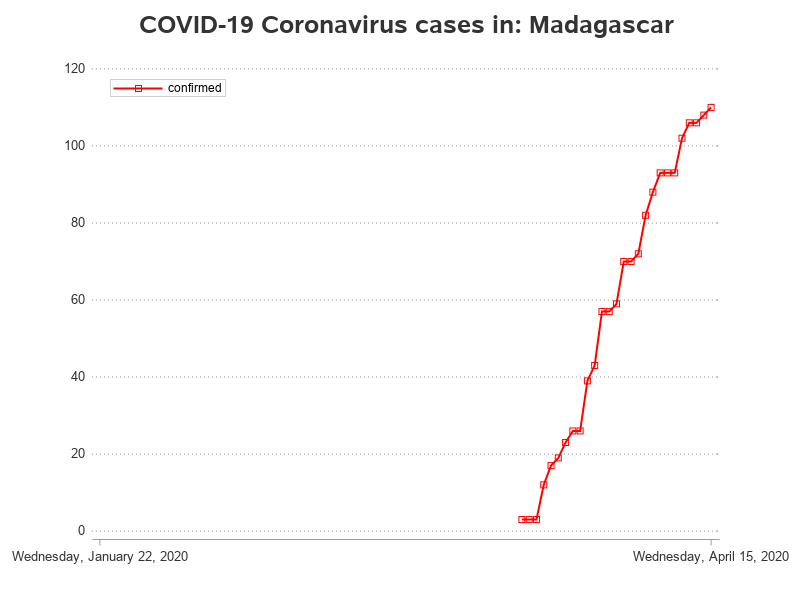 COVID-19 Coronavirus cases in: Madagascar
120
confirmed
100
80
60
40
20
0
Wednesday, January 22, 2020 Wednesday, April 15, 2020